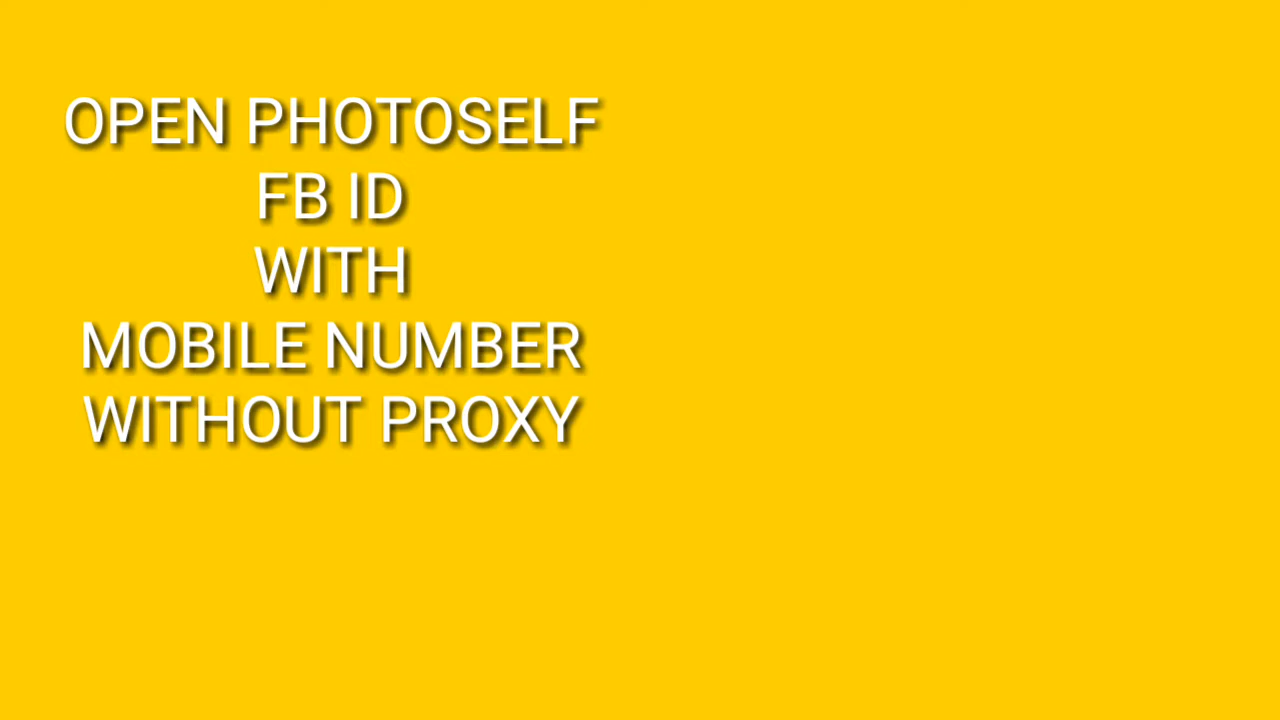 OPEN PHOTOSELF
FB ID
WITH
MOBILE NUMBER
WITHOUT PROXY